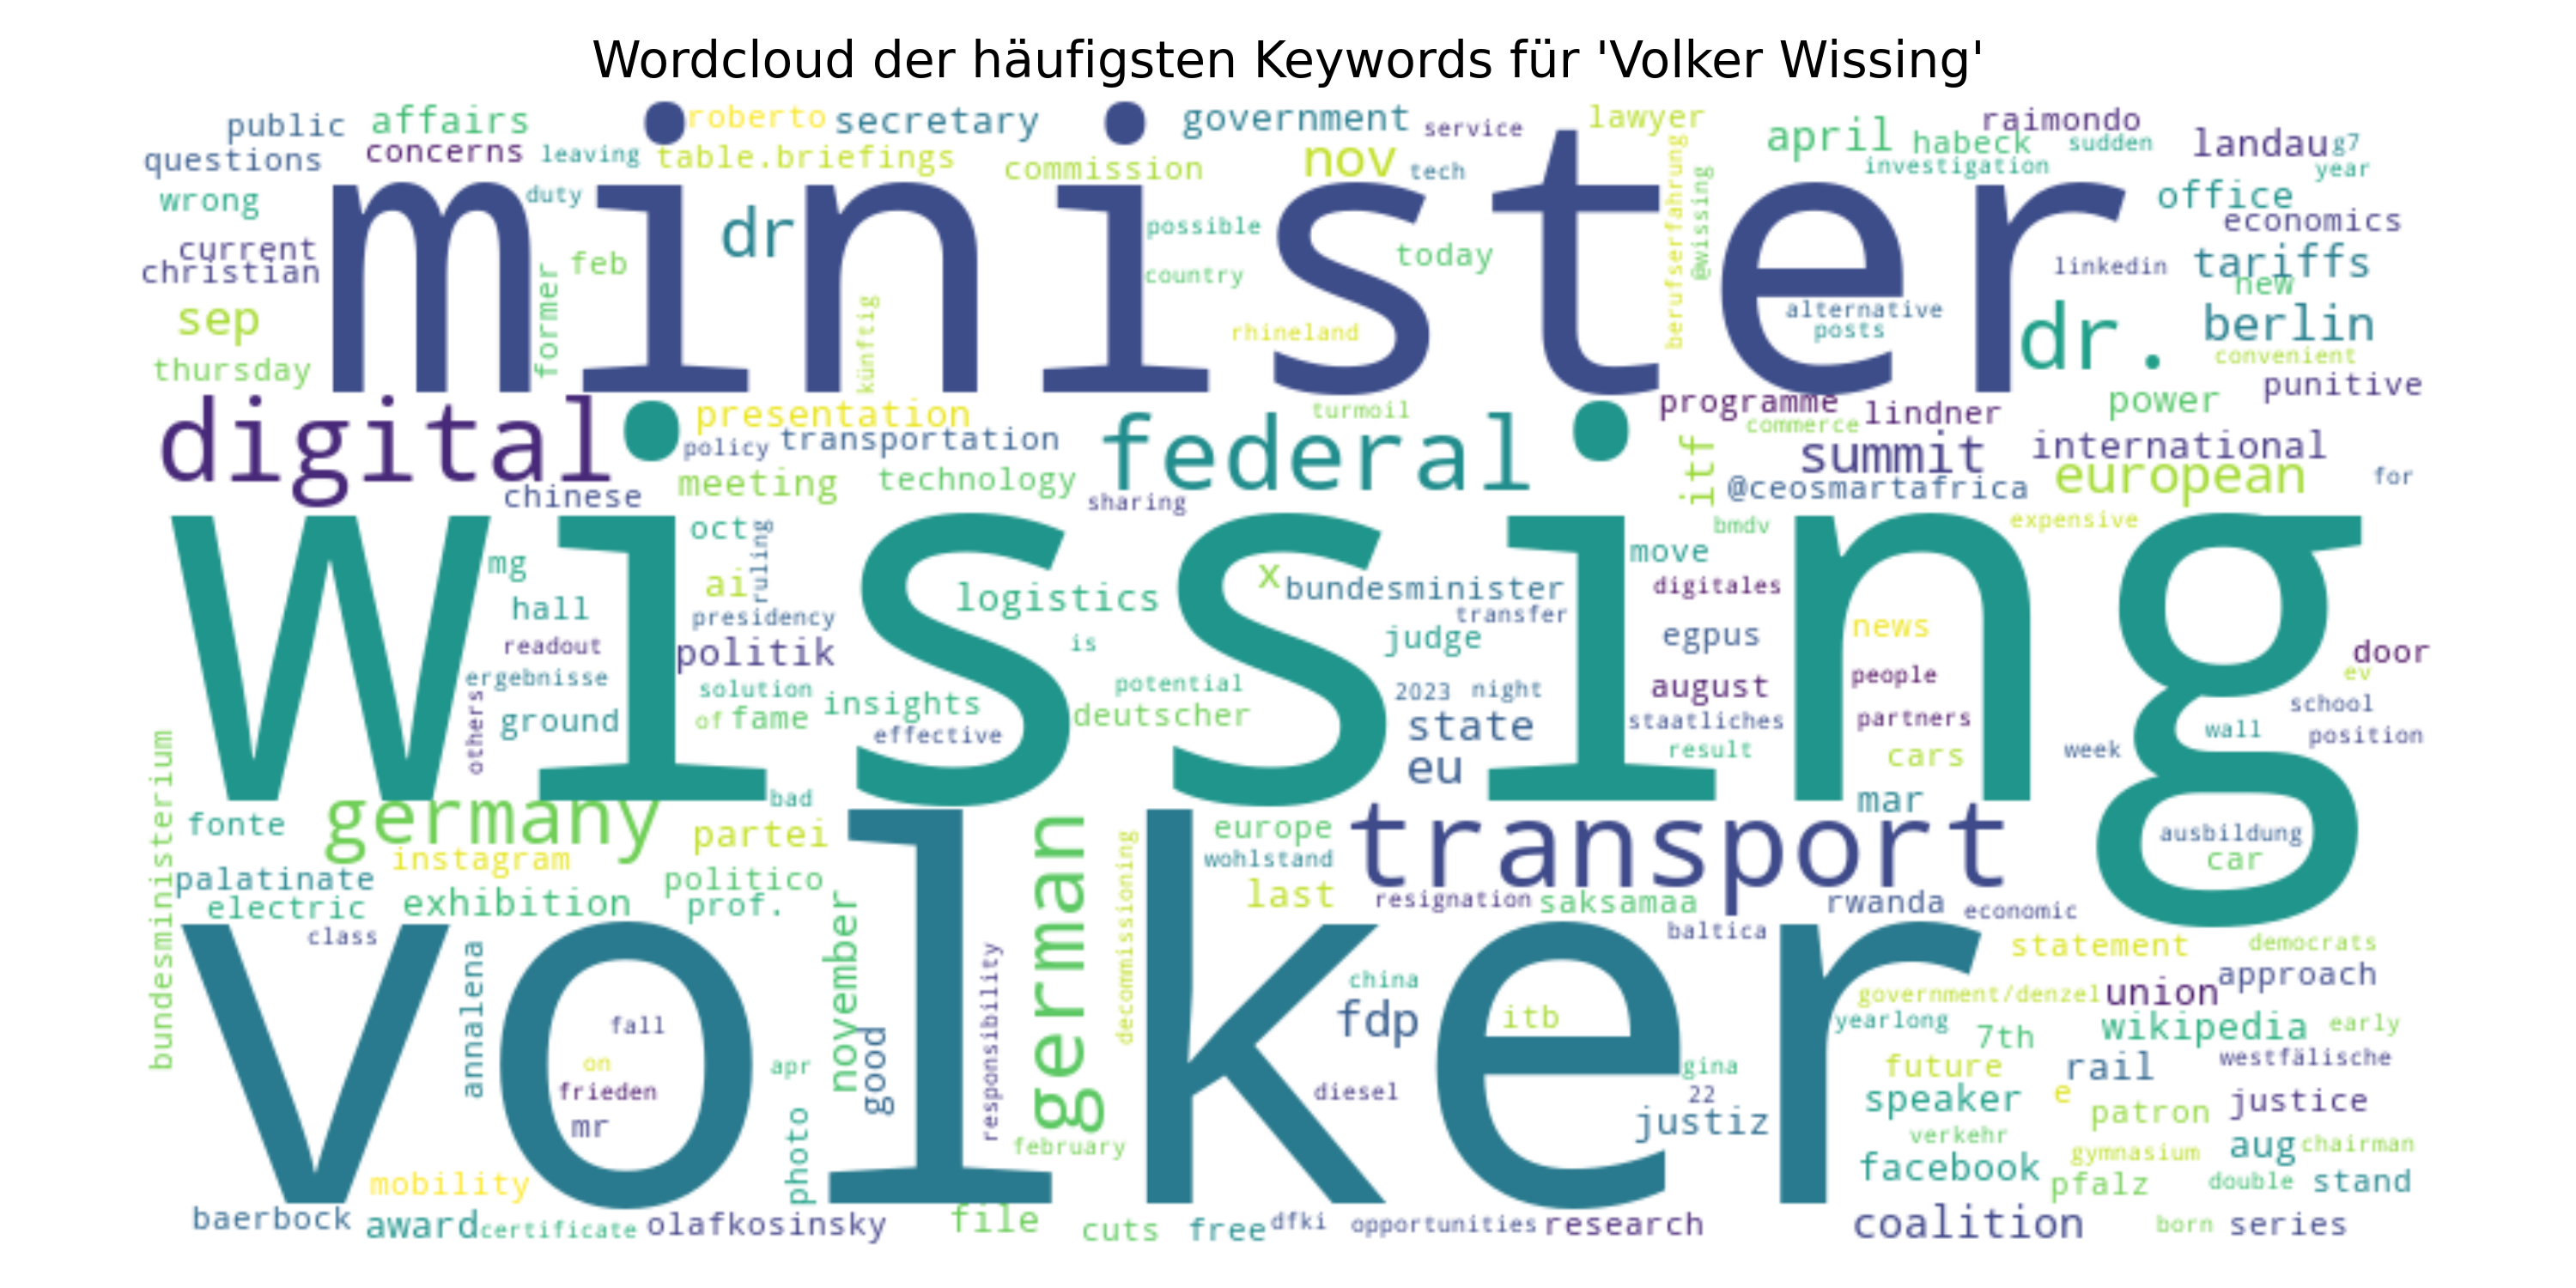 Wordcloud der häufigsten Keywords für 'Volker Wissing'
public affairs roberto secretary government service lawyer april habeck raimondo landau g7
questions concerns leaving table.briefings commission nov tech investigation sudden year
wrong duty dr possible today berufserfahrung @wissing office economics
minister
current christian former feb künftig country rhineland alternative posts linkedin tariffs new
sep thursday dr. berlin convenient punitive
digital presentation policy transportation federal turmoil programme commerce lindner power
chinese meeting technology sharing itf summit international european for
@ceosmartafrica bmdv expensive
wissing
mg oct ruling x bundesminister move digitales
hall ai logistics transfer judge egpus news
readout presidency politik is people door ev
ergebnisse others solution insights potential 2023 night august partners school
ground of fame effective deutscher state staatliches result cars week wall position
bundesministerium bad eu mar
fonte germany partei german decommissioning europe transport ausbildung car
instagram wohlstand
palatinate politico last resignation saksamaa rwanda economic
electric exhibition prof. november baltica statement democrats
class
volker
annalena fall good responsibility china fdp itb government/denzel union approach
on apr yearlong 7th wikipedia early
frieden gina future rail westfälische
mr photo diesel 22 justiz speaker e patron justice
february verkehr gymnasium aug chairman
mobility facebook pfalz double stand
baerbock award certificate olafkosinsky file cuts free dfki opportunities research coalition born series